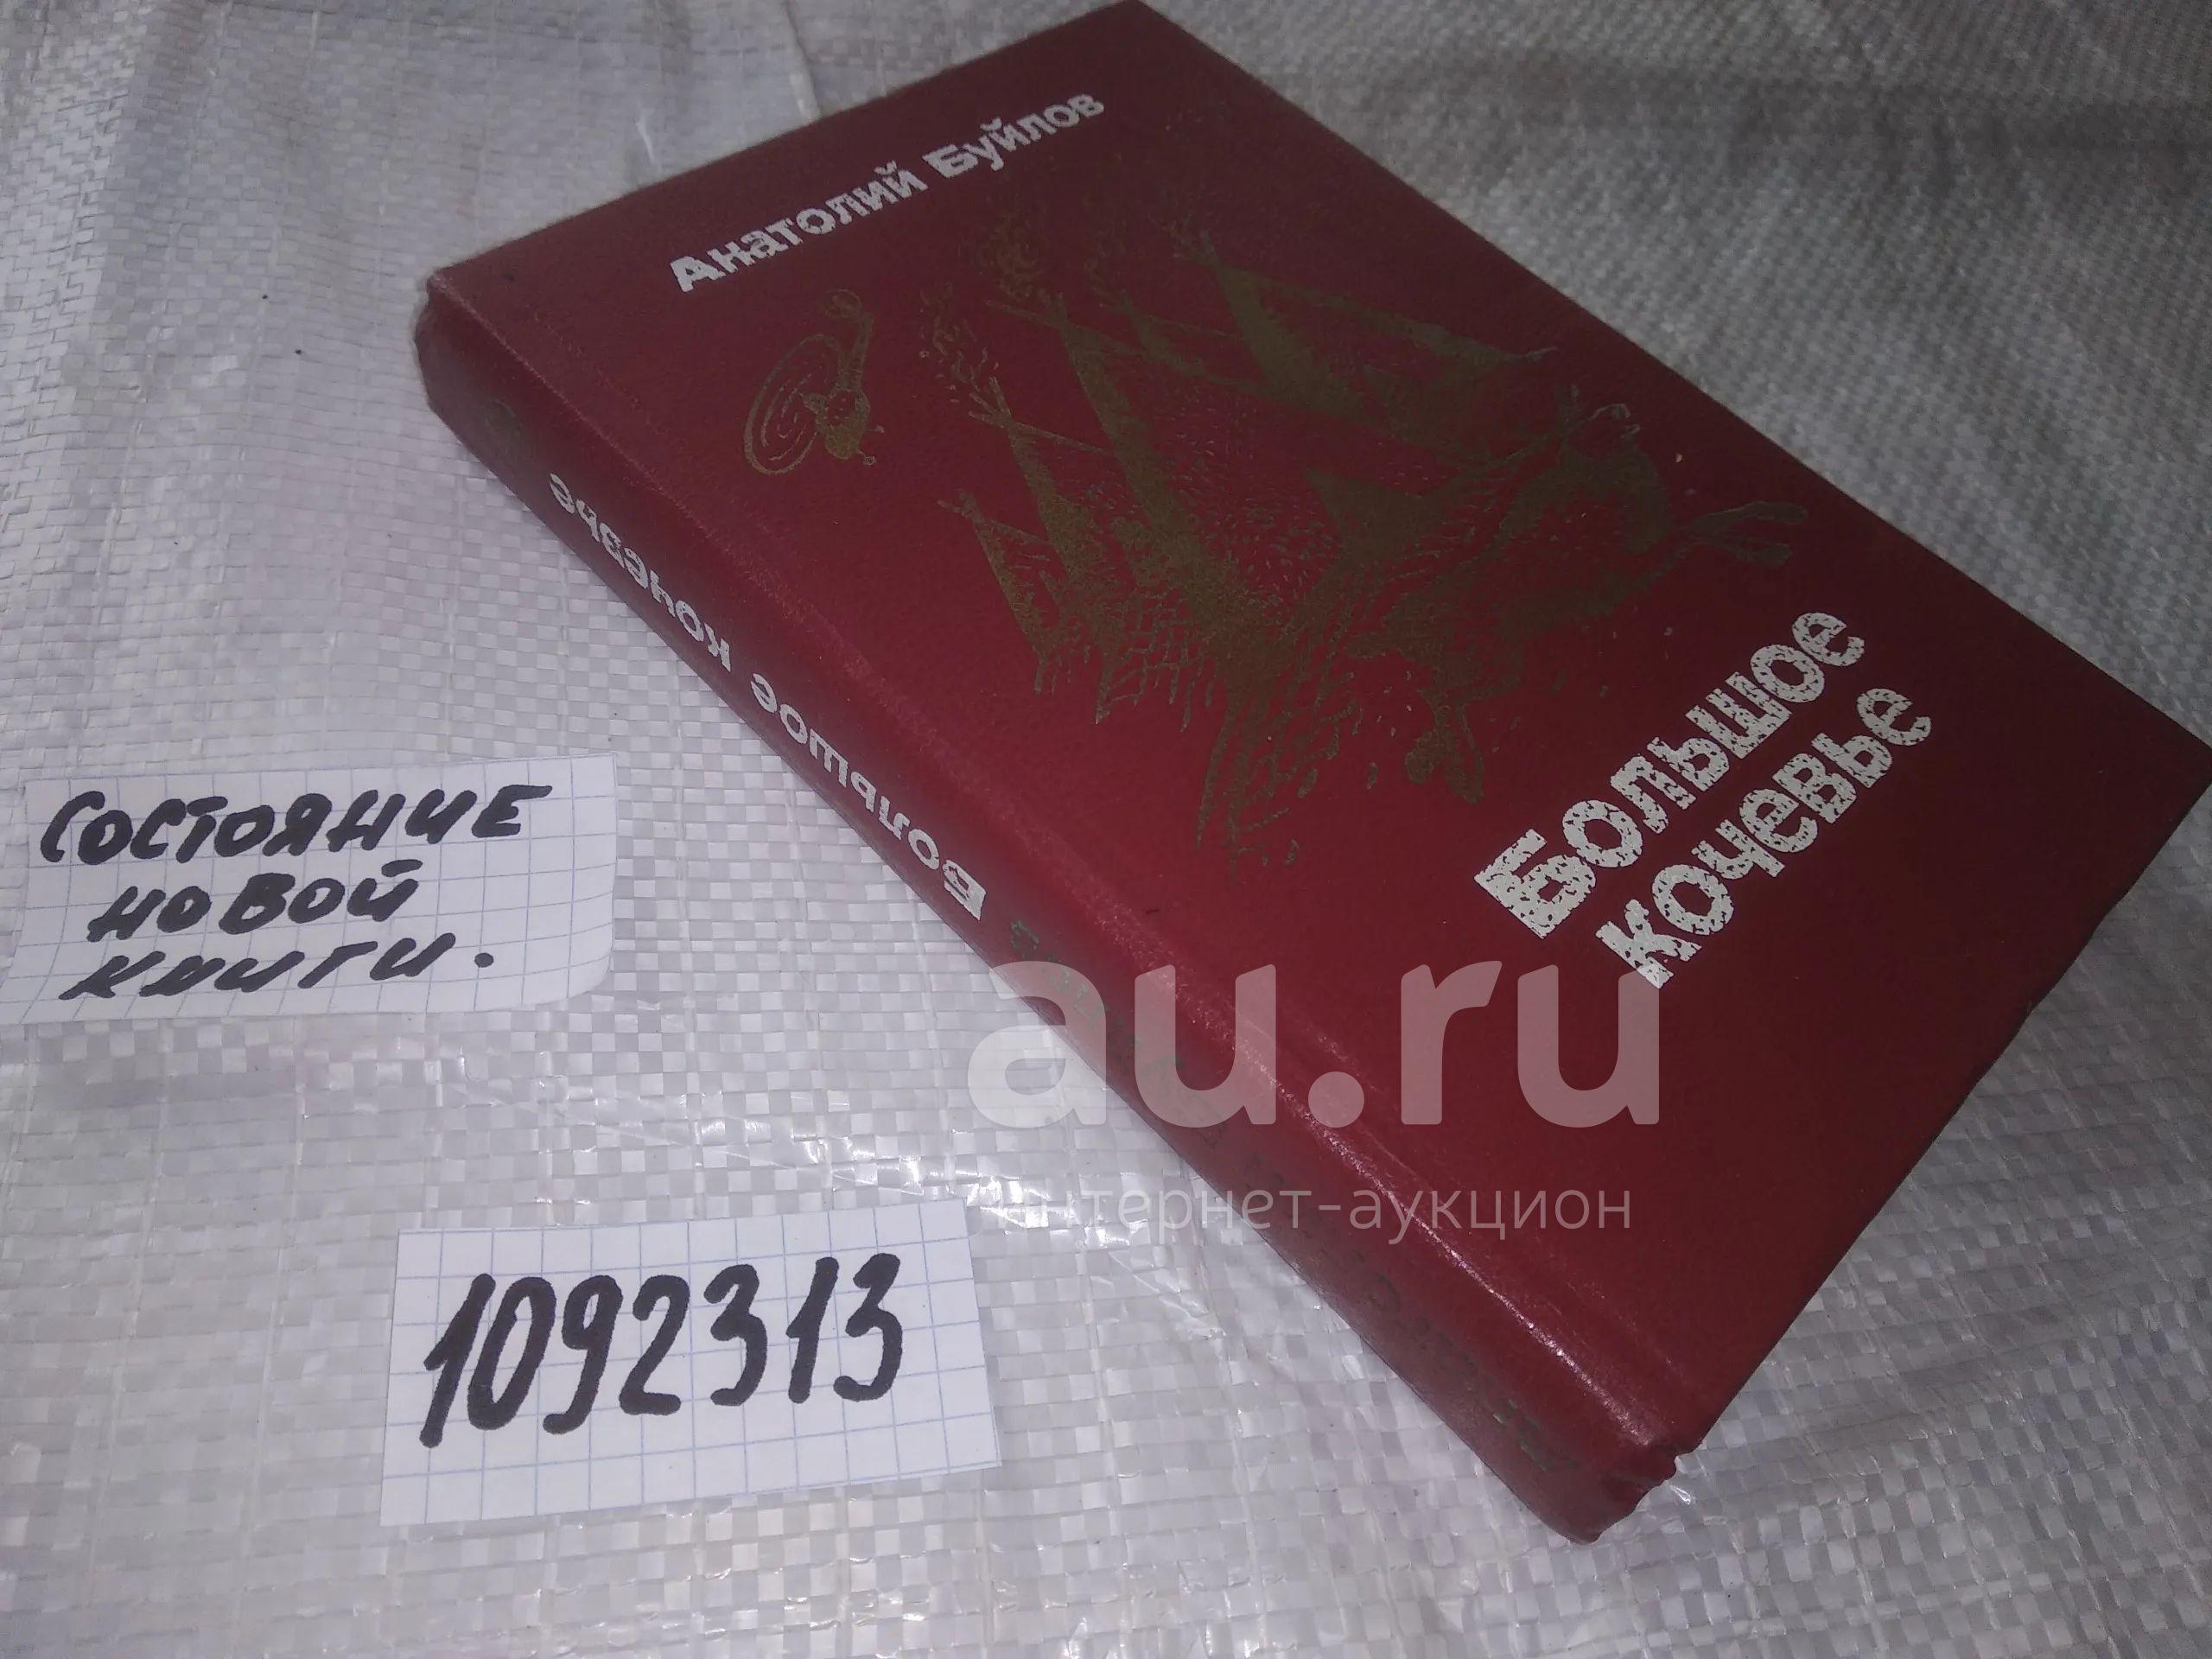 Анатолий Буйлов
Большое
кочевье
Большое кочевье
состояние
новой
книги.
1092313
au.ru
интернет-аукцион